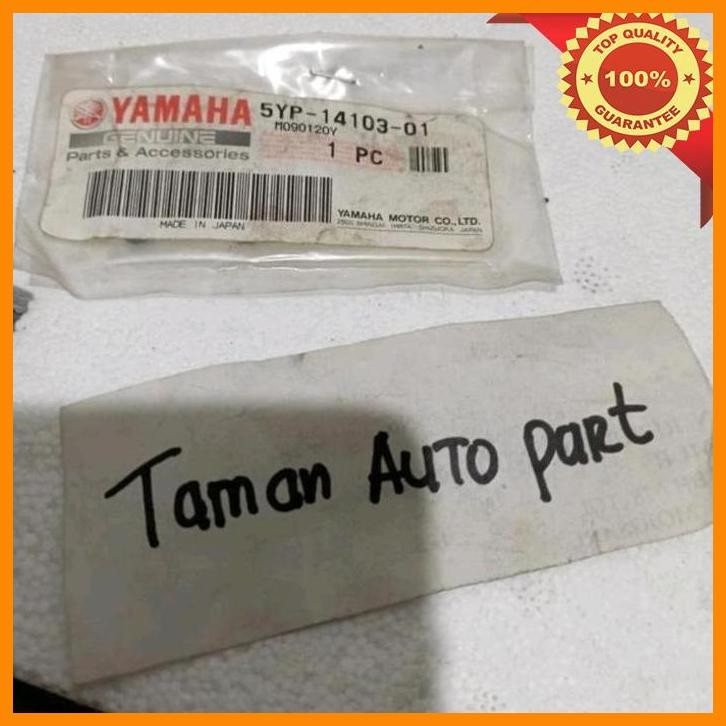 TOP QUALITY
100%
GUARANTEE
YAMAHA
5YP-14103-01
M090120Y
GENUINE
Parts & Accessories
1 PC
YAMAHA MOTOR CO.,LTD.
MADE IN JAPAN
Taman AUTO part